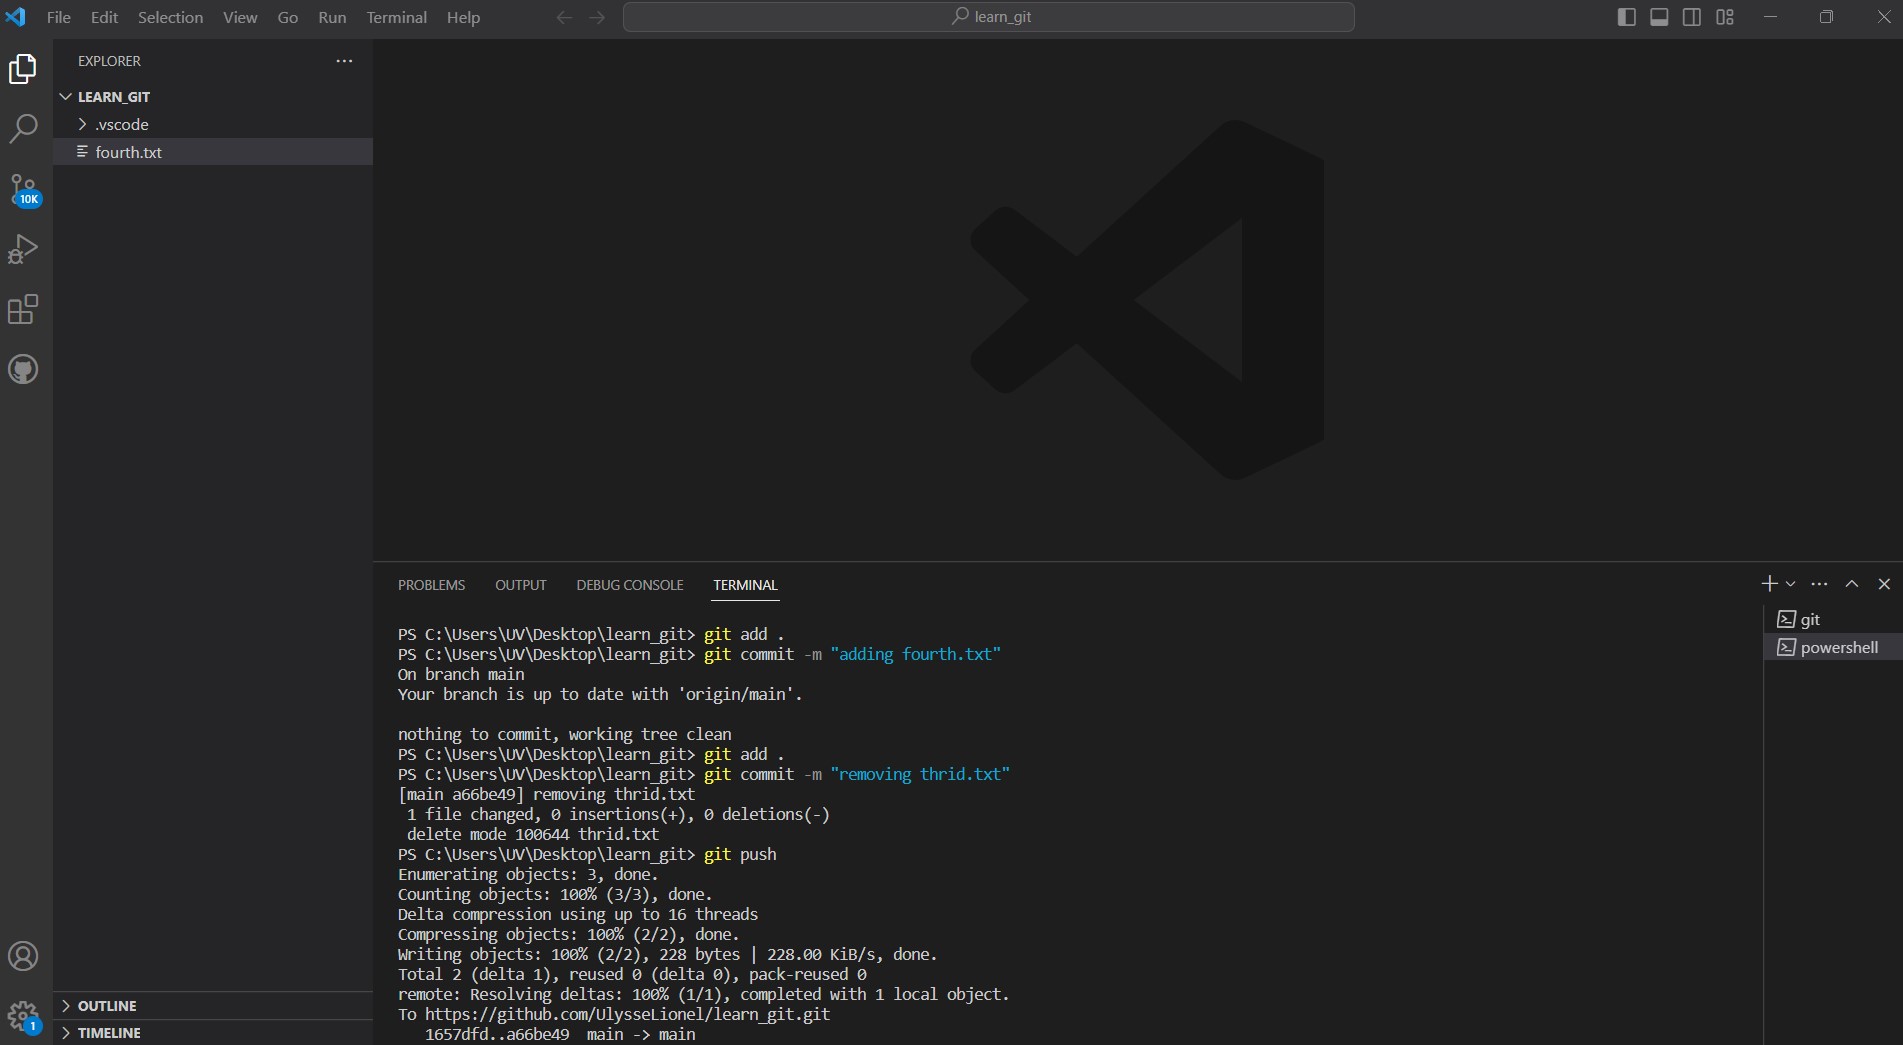 File Edit Selection View Go Run Terminal Help
learn_git
EXPLORER
LEARN_GIT
.vscode
fourth.txt
10K
1
OUTLINE
TIMELINE
PROBLEMS OUTPUT DEBUG CONSOLE TERMINAL
PS C:\Users\UV\Desktop\learn_git> git add .
PS C:\Users\UV\Desktop\learn_git> git commit -m "adding fourth.txt"
On branch main
Your branch is up to date with 'origin/main'.
nothing to commit, working tree clean
PS C:\Users\UV\Desktop\learn_git> git add .
PS C:\Users\UV\Desktop\learn_git> git commit -m "removing thrid.txt"
[main a66be49] removing thrid.txt
1 file changed, 0 insertions(+), 0 deletions(-)
delete mode 100644 thrid.txt
PS C:\Users\UV\Desktop\learn_git> git push
Enumerating objects: 3, done.
Counting objects: 100% (3/3), done.
Delta compression using up to 16 threads
Compressing objects: 100% (2/2), done.
Writing objects: 100% (2/2), 228 bytes | 228.00 KiB/s, done.
Total 2 (delta 1), reused 0 (delta 0), pack-reused 0
remote: Resolving deltas: 100% (1/1), completed with 1 local object.
To https://github.com/UlysseLionel/learn_git.git
1657dfd..a66be49 main -> main
git
powershell